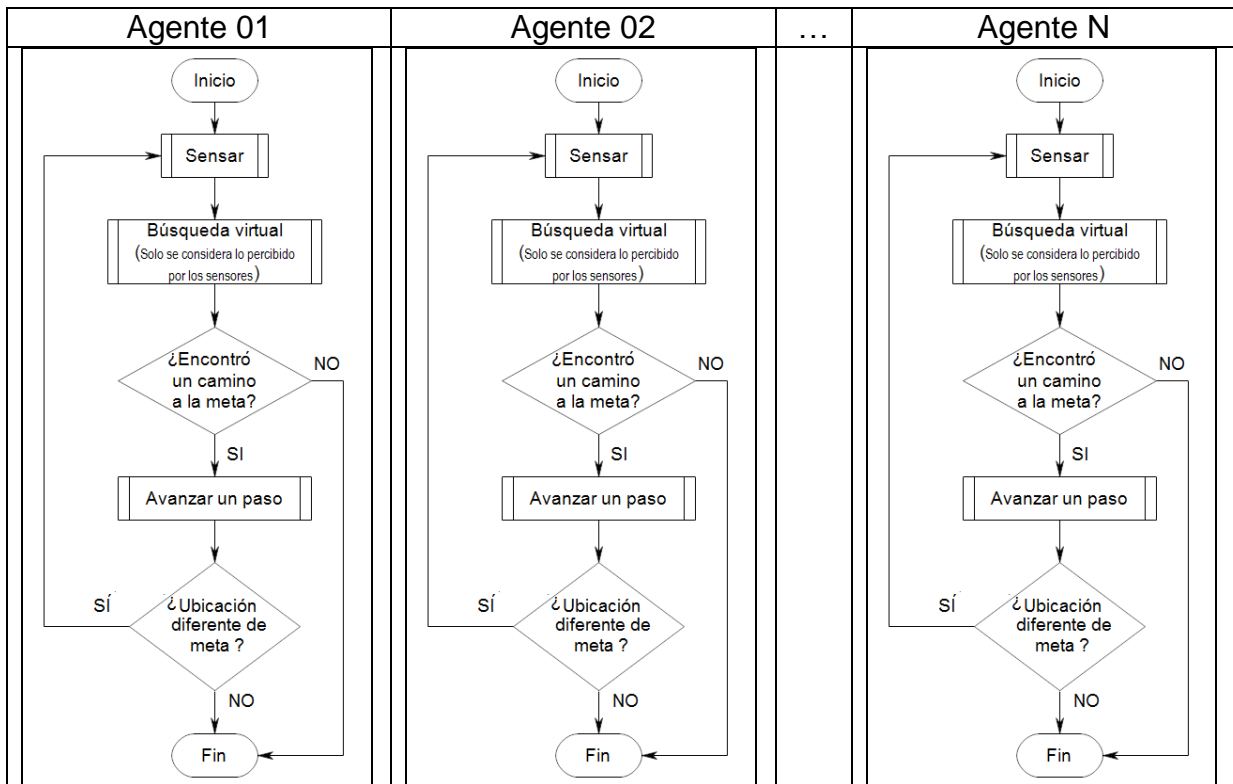 Agente 01
Inicio
Sensar
Búsqueda virtual
(Solo se considera lo percibido
por los sensores)
¿Encontró
un camino
a la meta?
NO
SI
Avanzar un paso
SÍ
¿Ubicación
diferente de
meta ?
NO
Fin
Agente 02
Inicio
Sensar
Búsqueda virtual
(Solo se considera lo percibido
por los sensores)
¿Encontró
un camino
a la meta?
NO
SI
Avanzar un paso
SÍ
¿Ubicación
diferente de
meta ?
NO
Fin
...
Agente N
Inicio
Sensar
Búsqueda virtual
(Solo se considera lo percibido
por los sensores)
¿Encontró
un camino
a la meta?
NO
SI
Avanzar un paso
SÍ
¿Ubicación
diferente de
meta ?
NO
Fin